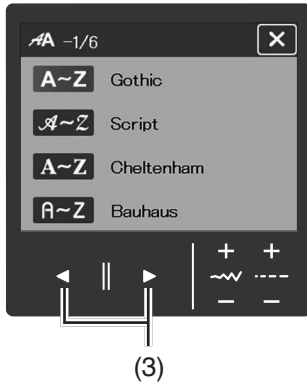 AA -1/6 X
A~Z Gothic
A~Z Script
A~Z Cheltenham
A~Z Bauhaus
+ +
− −
(3)